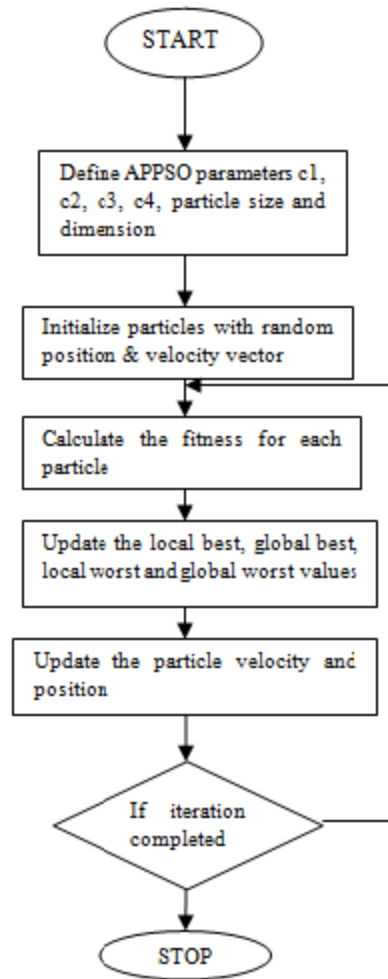 START
Define APPSO parameters c1,
c2, c3, c4, particle size and
dimension
Initialize particles with random
position & velocity vector
Calculate the fitness for each
particle
Update the local best, global best,
local worst and global worst values
Update the particle velocity and
position
If iteration
completed
STOP